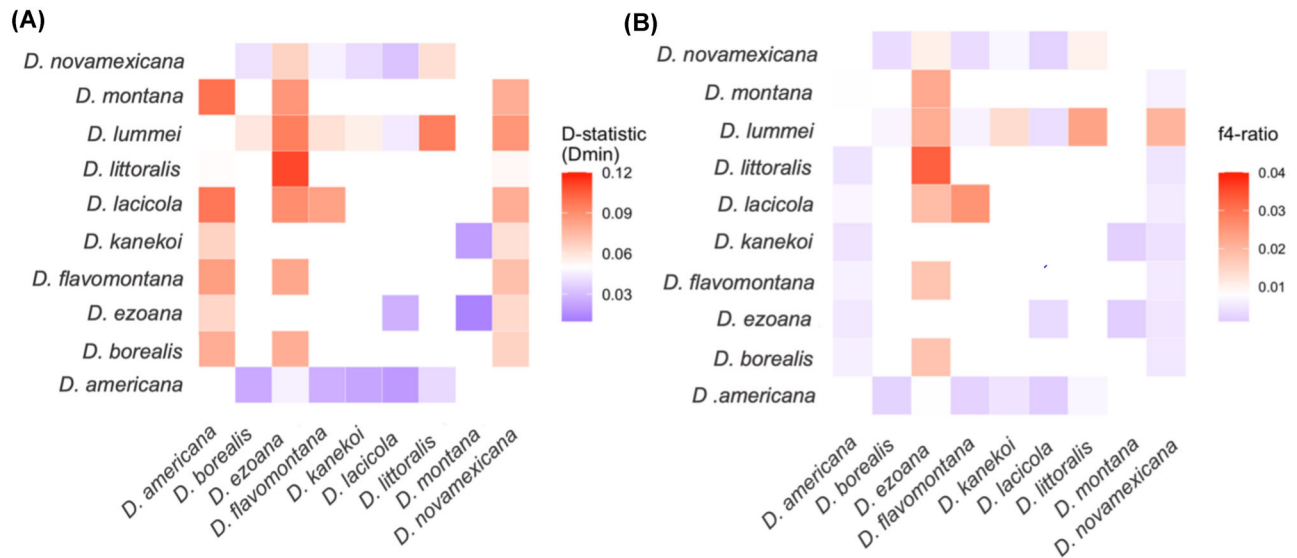 (A)
D. novamexicana
D. montana
D. lummei
D. littoralis
D. lacicola
D. kanekoi
D. flavomontana
D. ezoana
D. borealis
D. americana
D. americana
D. borealis
D. ezoana
D. flavomontana
D. kanekoi
D. lacicola
D. littoralis
D. montana
D. novamexicana
D-statistic
(Dmin)
0.12
0.09
0.06
0.03
(B)
D. novamexicana
D. montana
D. lummei
D. littoralis
D. lacicola
D. kanekoi
D. flavomontana
D. ezoana
D. borealis
D .americana
D. americana
D. borealis
D. ezoana
D. flavomontana
D. kanekoi
D. lacicola
D. littoralis
D. montana
D. novamexicana
f4-ratio
0.04
0.03
0.02
0.01